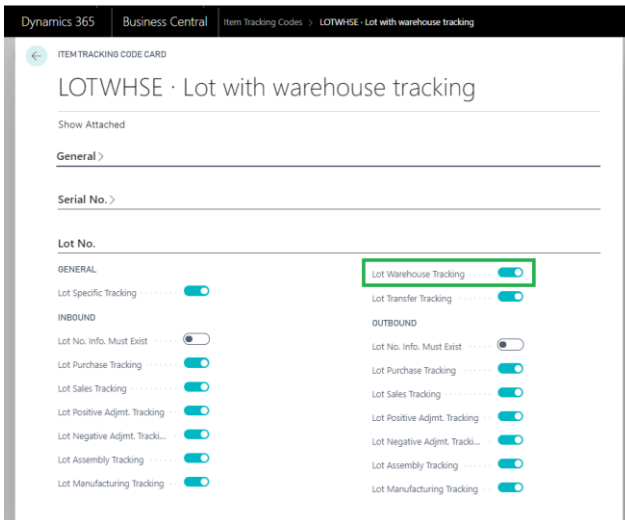 Dynamics 365 Business Central Item Tracking Codes > LOTWHSE · Lot with warehouse tracking
ITEM TRACKING CODE CARD
LOTWHSE · Lot with warehouse tracking
Show Attached
General >
Serial No. >
Lot No.
GENERAL
Lot Specific Tracking
INBOUND
Lot No. Info. Must Exist
Lot Purchase Tracking
Lot Sales Tracking
Lot Positive Adjmt. Tracking
Lot Negative Adjmt. Tracki...
Lot Assembly Tracking
Lot Manufacturing Tracking
Lot Warehouse Tracking
Lot Transfer Tracking
OUTBOUND
Lot No. Info. Must Exist
Lot Purchase Tracking
Lot Sales Tracking
Lot Positive Adjmt. Tracking
Lot Negative Adjmt. Tracki...
Lot Assembly Tracking
Lot Manufacturing Tracking